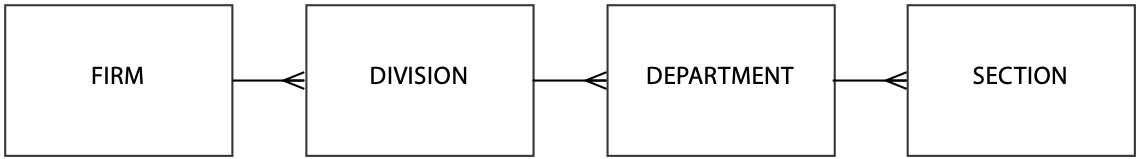 FIRM
DIVISION
DEPARTMENT
SECTION